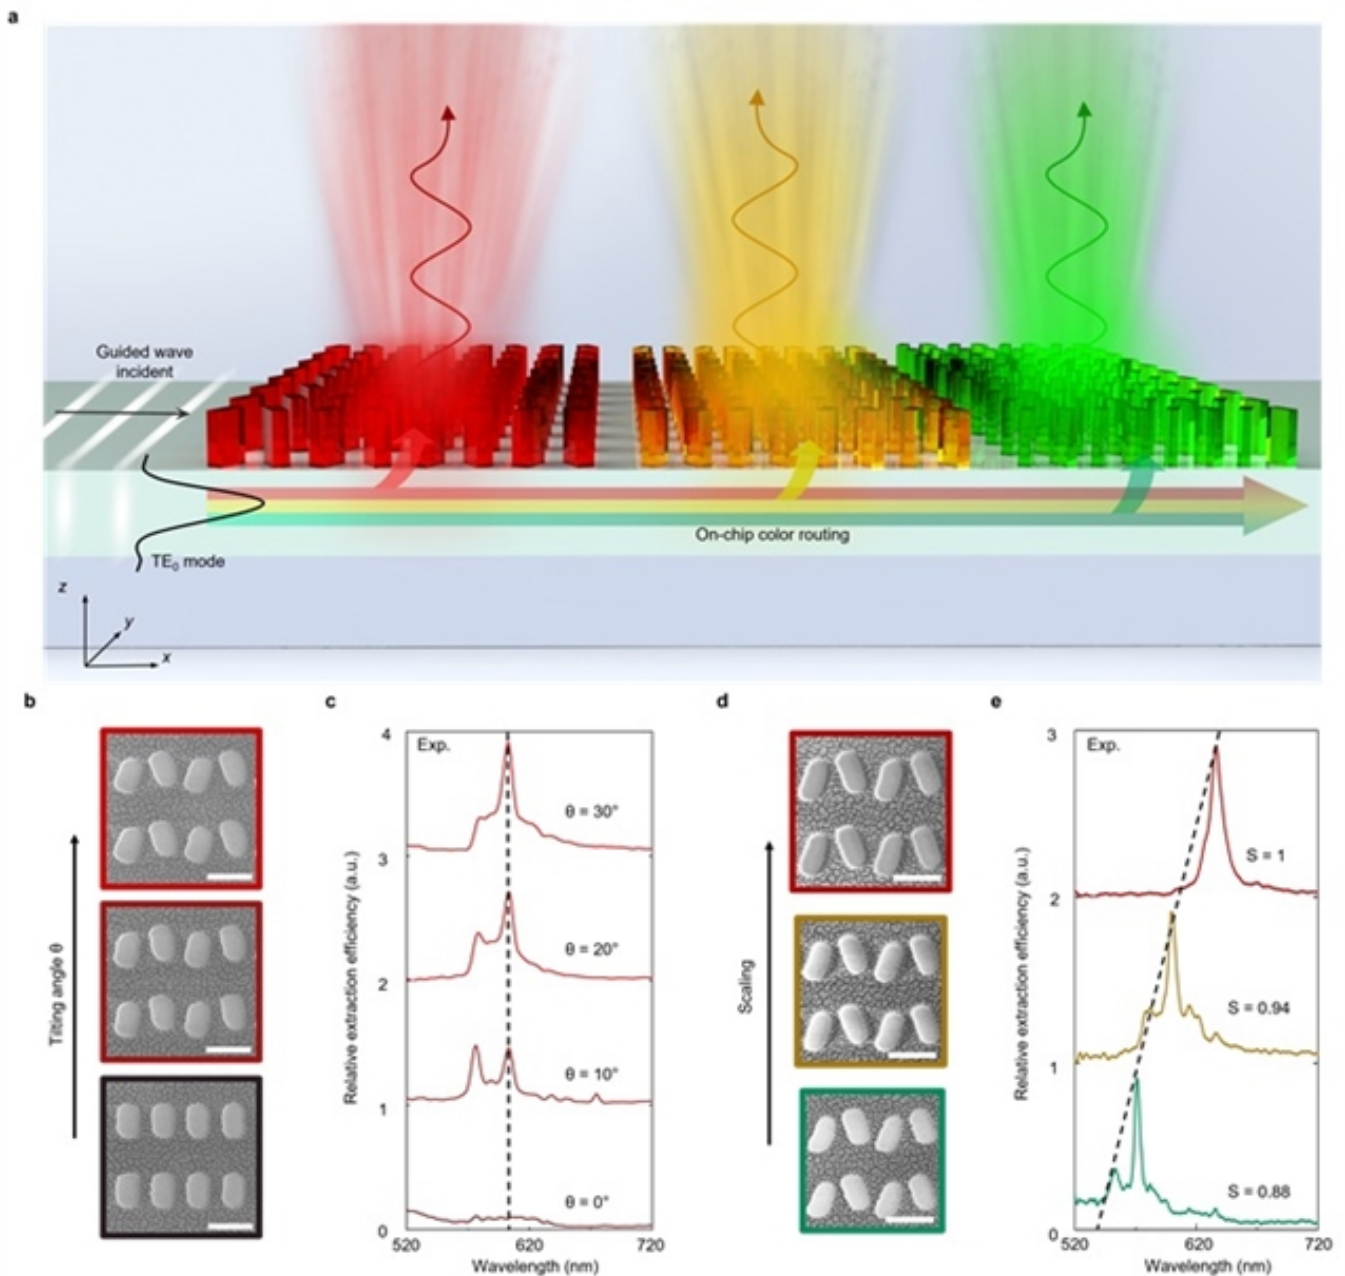 a
Guided wave
incident
On-chip color routing
TE₀ mode
z
y
x
b
c
d
e
Tilting angle θ
Relative extraction efficiency (a.u.)
4
3
2
1
0
Exp.
θ = 30°
θ = 20°
θ = 10°
θ = 0°
520
620
720
Wavelength (nm)
Scaling
Relative extraction efficiency (a.u.)
3
2
1
0
Exp.
S = 1
S = 0.94
S = 0.88
520
620
720
Wavelength (nm)